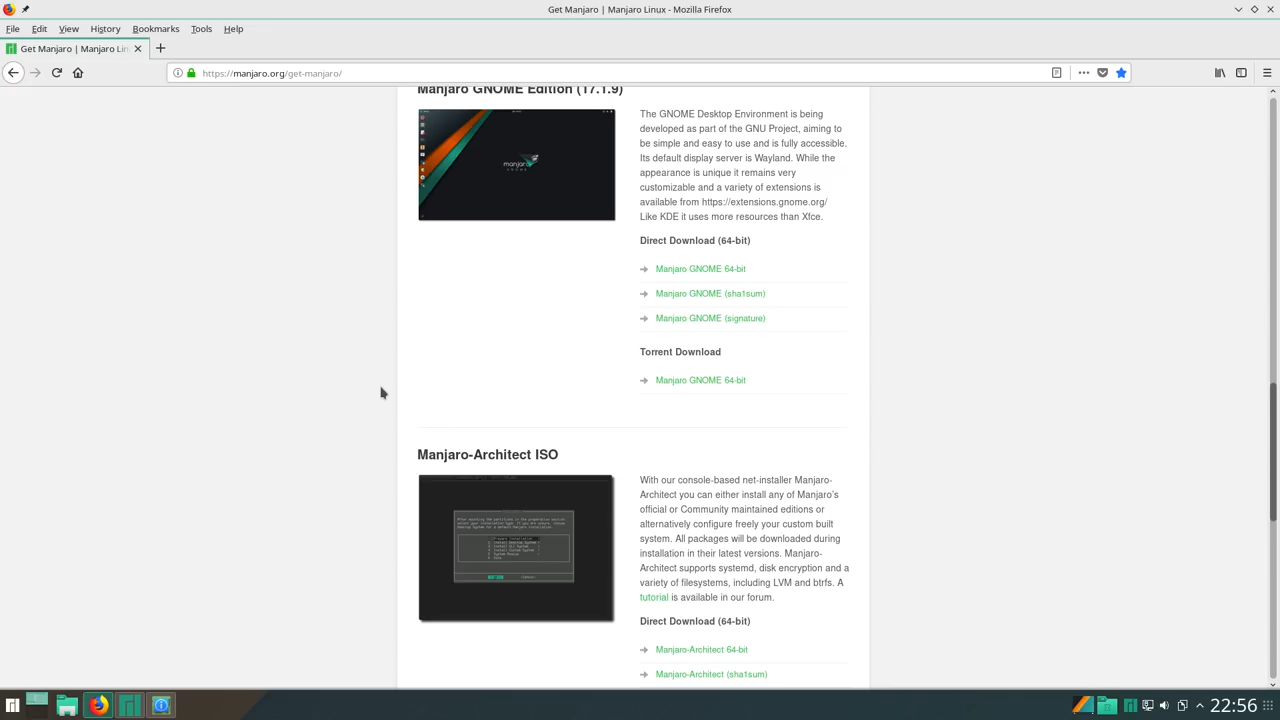 Get Manjaro | Manjaro Linux - Mozilla Firefox
File Edit View History Bookmarks Tools Help
Get Manjaro | Manjaro Lin
https://manjaro.org/get-manjaro/
Manjaro GNOME Edition (17.1.9)
manjaro
GNOME
The GNOME Desktop Environment is being
developed as part of the GNU Project, aiming to
be simple and easy to use and is fully accessible.
Its default display server is Wayland. While the
appearance is unique it remains very
customizable and a variety of extensions is
available from https://extensions.gnome.org/
Like KDE it uses more resources than Xfce.
Direct Download (64-bit)
Manjaro GNOME 64-bit
Manjaro GNOME (sha1sum)
Manjaro GNOME (signature)
Torrent Download
Manjaro GNOME 64-bit
Manjaro-Architect ISO
With our console-based net-installer Manjaro-
Architect you can either install any of Manjaro's
official or Community maintained editions or
alternatively configure freely your custom built
system. All packages will be downloaded during
installation in their latest versions. Manjaro-
Architect supports systemd, disk encryption and a
variety of filesystems, including LVM and btrfs. A
tutorial is available in our forum.
Direct Download (64-bit)
Manjaro-Architect 64-bit
Manjaro-Architect (sha1sum)
22:56